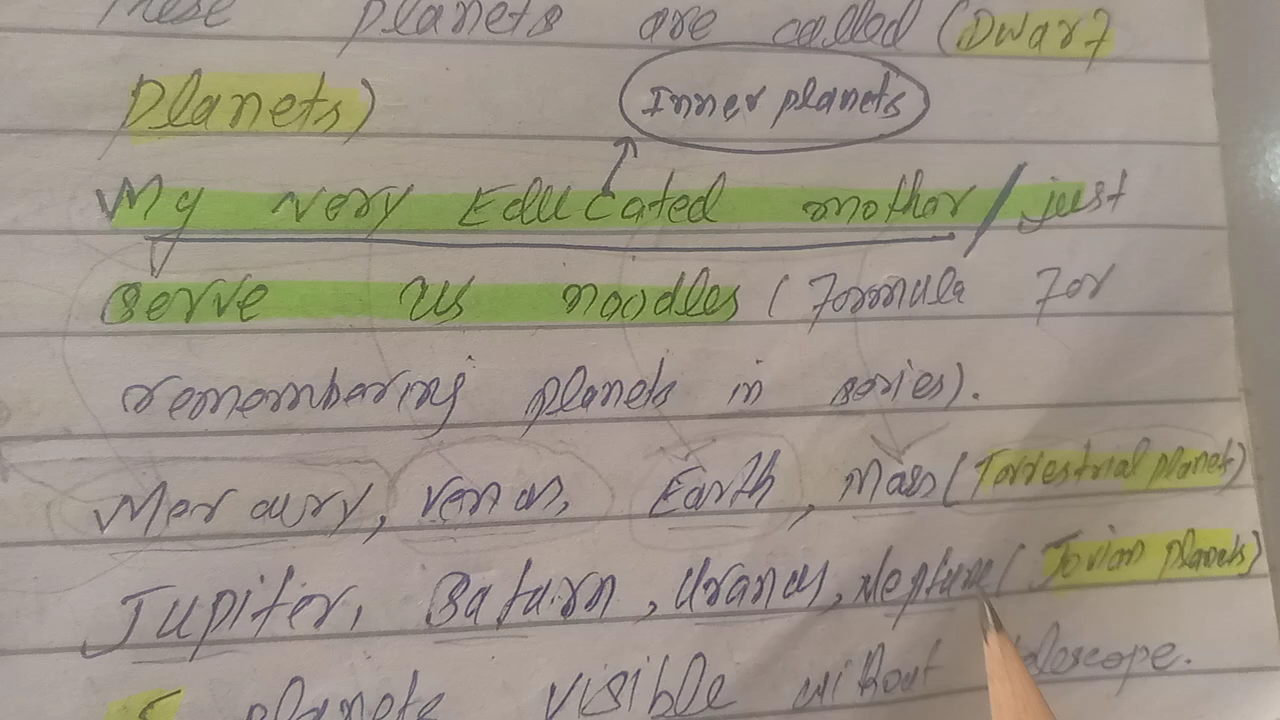 These planets are called (Dwarf
Planets)
Inner planets
My very Educated mother / just
serve us noodles (Formula For
remembering planets in series).
Mercury, Venus, Earth, Mars (Terrestrial planets)
Jupiter, Saturn, Uranus, Neptune (Jovian planets)
5 planets visible without telescope.